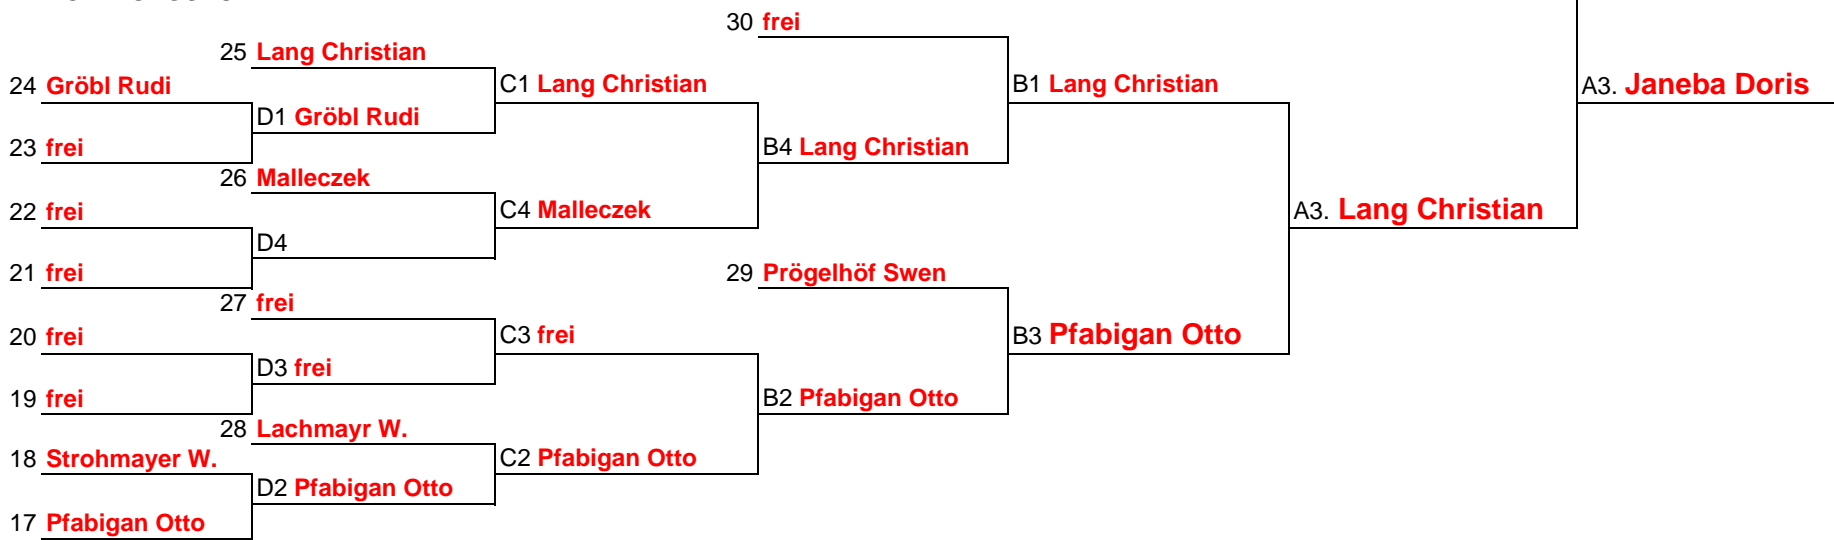 30 frei
25 Lang Christian
24 Gröbl Rudi
C1 Lang Christian
B1 Lang Christian
A3. Janeba Doris
D1 Gröbl Rudi
23 frei
B4 Lang Christian
26 Malleczek
22 frei
C4 Malleczek
A3. Lang Christian
D4
21 frei
29 Prögelhöf Swen
27 frei
20 frei
C3 frei
B3 Pfabigan Otto
D3 frei
19 frei
B2 Pfabigan Otto
28 Lachmayr W.
18 Strohmayer W.
C2 Pfabigan Otto
D2 Pfabigan Otto
17 Pfabigan Otto